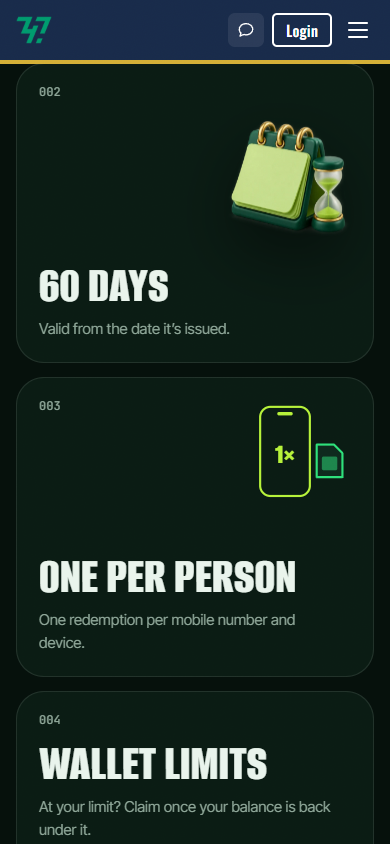 Login
002
60 DAYS
Valid from the date it’s issued.
003
1×
ONE PER PERSON
One redemption per mobile number and
device.
004
WALLET LIMITS
At your limit? Claim once your balance is back
under it.